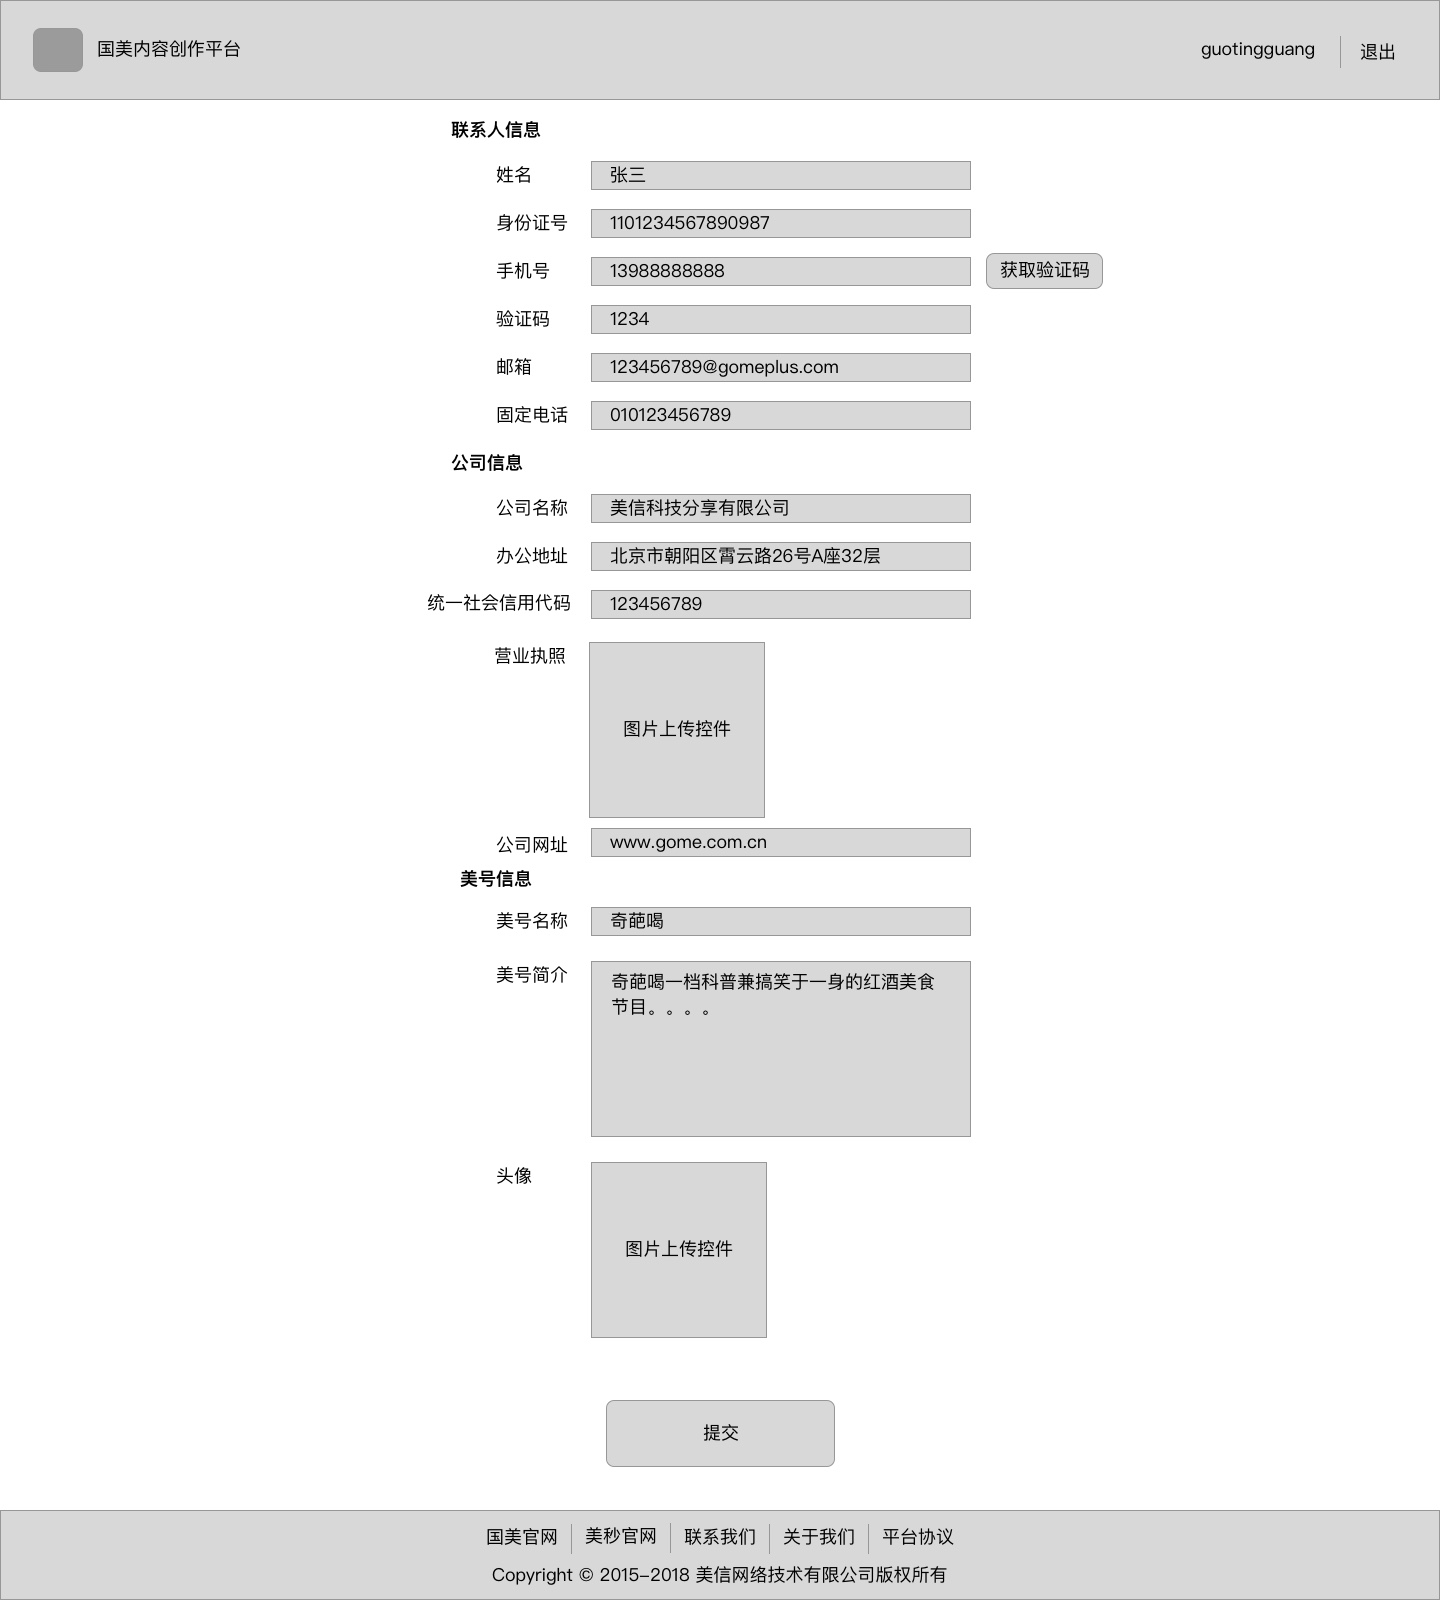 国美内容创作平台
guotingguang
退出
联系人信息
姓名 张三
身份证号 1101234567890987
手机号 13988888888 获取验证码
验证码 1234
邮箱 123456789@gomeplus.com
固定电话 010123456789
公司信息
公司名称 美信科技分享有限公司
办公地址 北京市朝阳区霄云路26号A座32层
统一社会信用代码 123456789
营业执照
图片上传控件
公司网址 www.gome.com.cn
美号信息
美号名称 奇葩喝
美号简介 奇葩喝一档科普兼搞笑于一身的红酒美食
节目。。。。
头像
图片上传控件
提交
国美官网 美秒官网 联系我们 关于我们 平台协议
Copyright © 2015-2018 美信网络技术有限公司版权所有